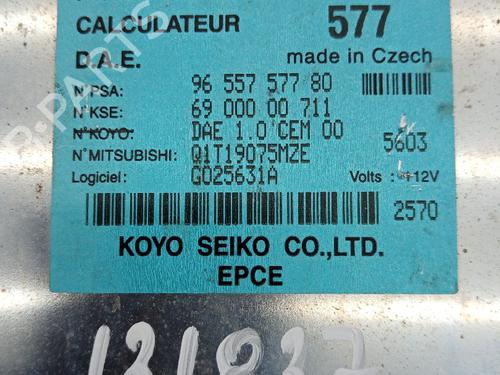 CALCULATEUR 577
D.A.E. made in Czech
N°PSA: 96 557 577 80
N°KSE: 69 000 00 711
N°KOYO: DAE 1.0 CEM 00 5603
N°MITSUBISHI: Q1T19075MZE
Logiciel: G025631A Volts: +12V
2570
KOYO SEIKO CO.,LTD.
EPCE
131837